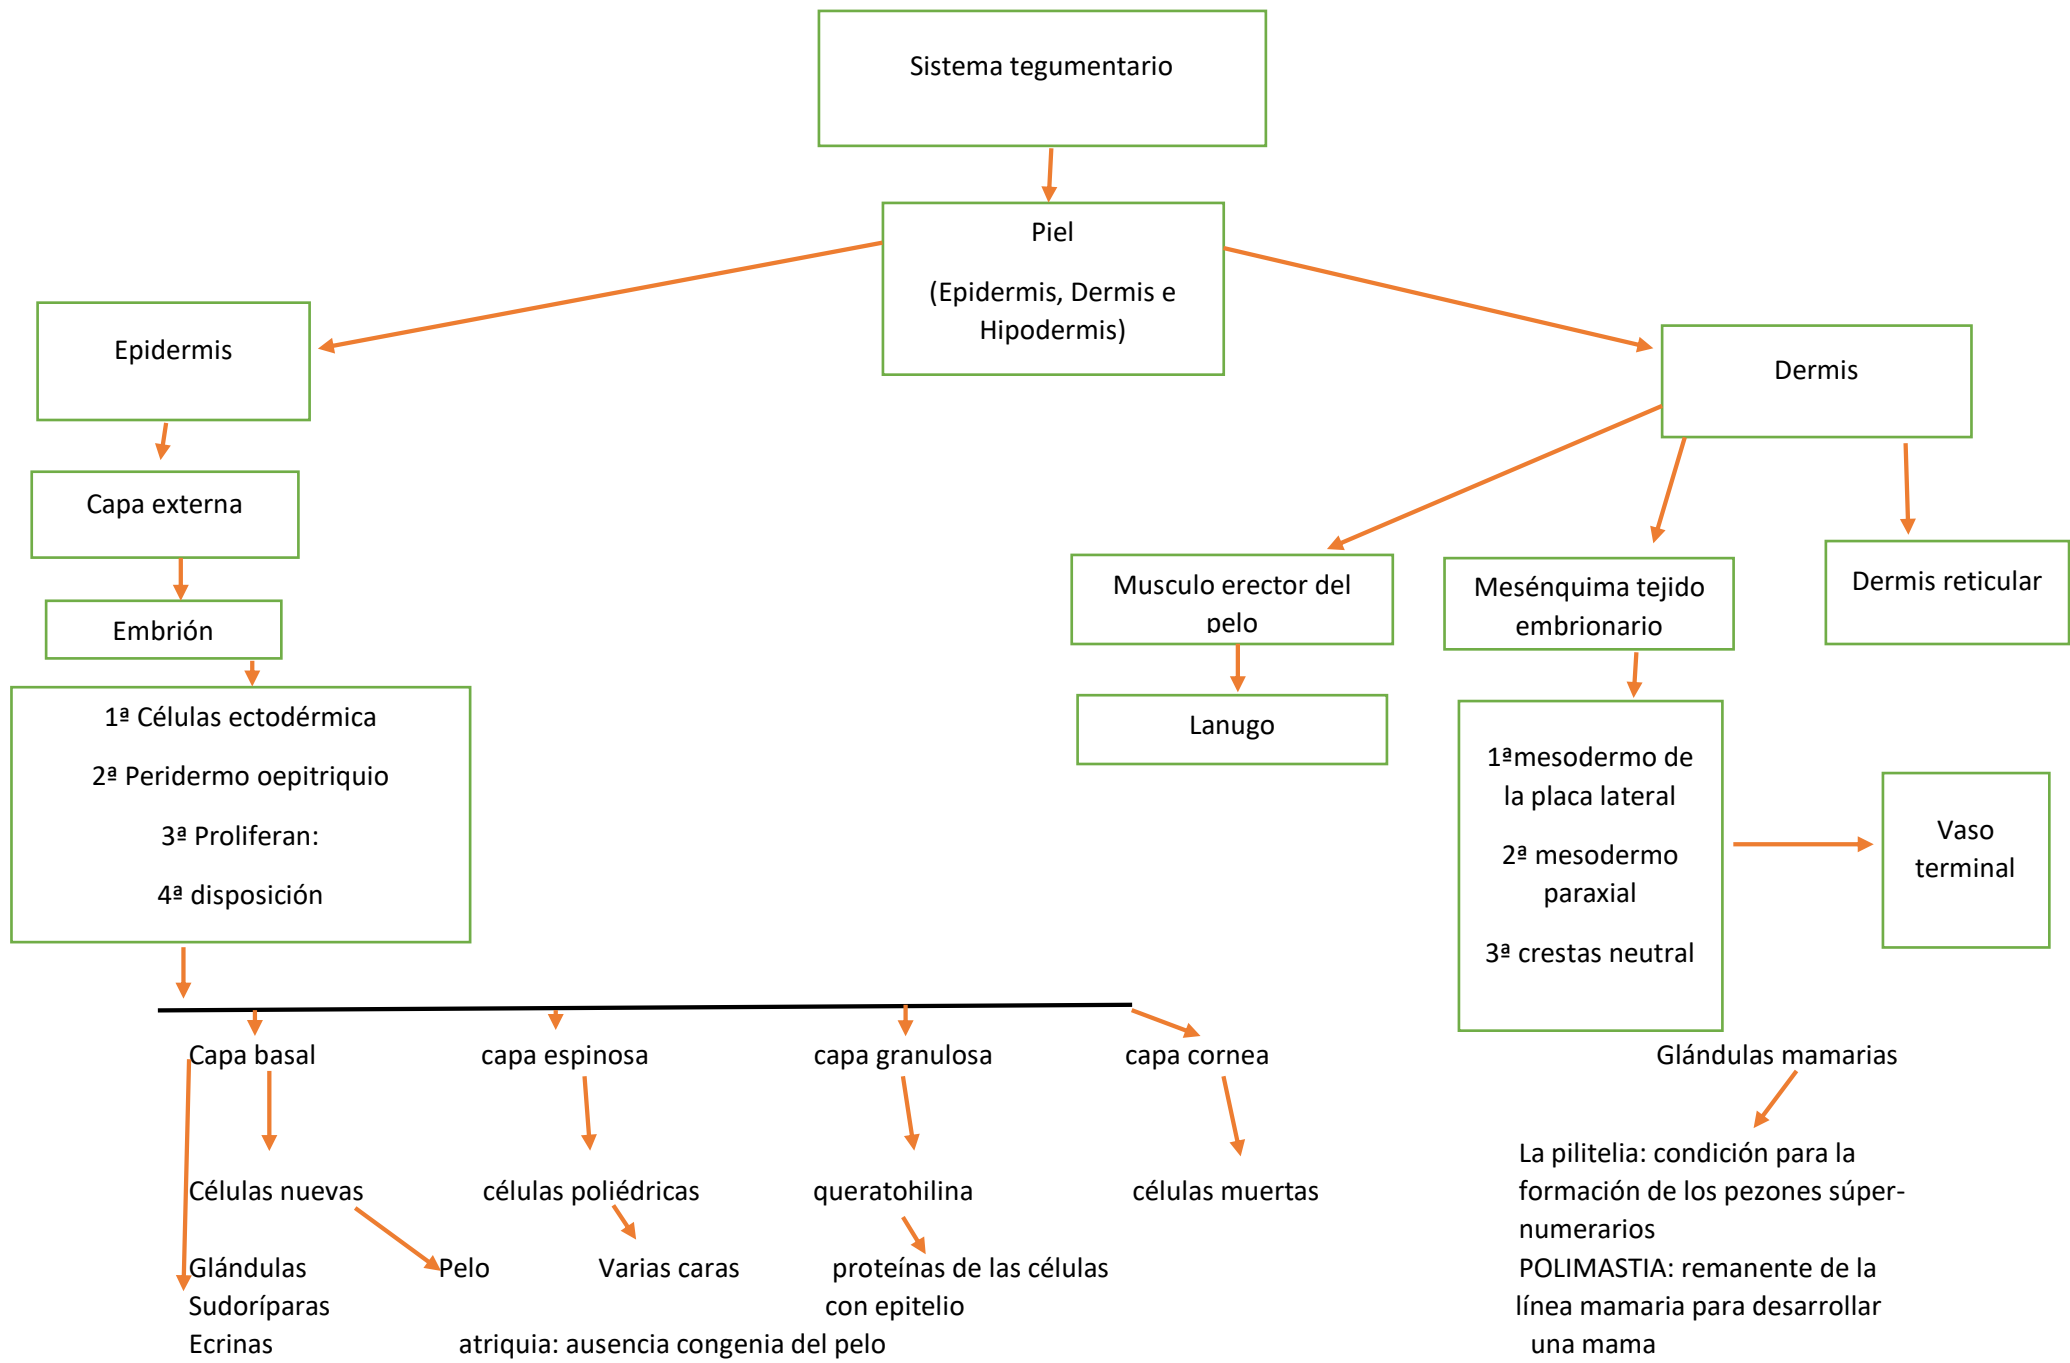 Sistema tegumentario
Piel
(Epidermis, Dermis e
Hipodermis)
Epidermis
Dermis
Capa externa
Embrión
1ª Células ectodérmica
2ª Peridermo oepitriquio
3ª Proliferan:
4ª disposición
Musculo erector del
pelo
Lanugo
Mesénquima tejido
embrionario
Dermis reticular
1ªmesodermo de
la placa lateral
2ª mesodermo
paraxial
3ª crestas neutral
Vaso
terminal
Capa basal
capa espinosa
capa granulosa
capa cornea
Células nuevas
células poliédricas
queratohilina
células muertas
Glándulas
Sudoríparas
Ecrinas
Pelo
Varias caras
proteínas de las células
con epitelio
atriquia: ausencia congenia del pelo
Glándulas mamarias
La pilitelia: condición para la
formación de los pezones súper-
numerarios
POLIMASTIA: remanente de la
línea mamaria para desarrollar
una mama